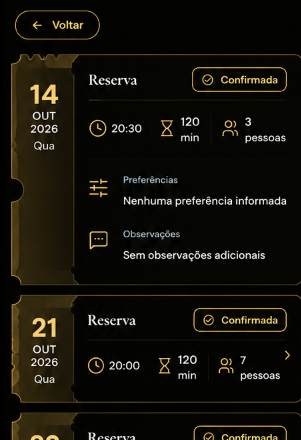 Voltar
14
OUT
2026
Qua
Reserva
Confirmada
20:30
120
min
3
pessoas
Preferências
Nenhuma preferência informada
Observações
Sem observações adicionais
21
OUT
2026
Qua
Reserva
Confirmada
20:00
120
min
7
pessoas
Reserva
Confirmada